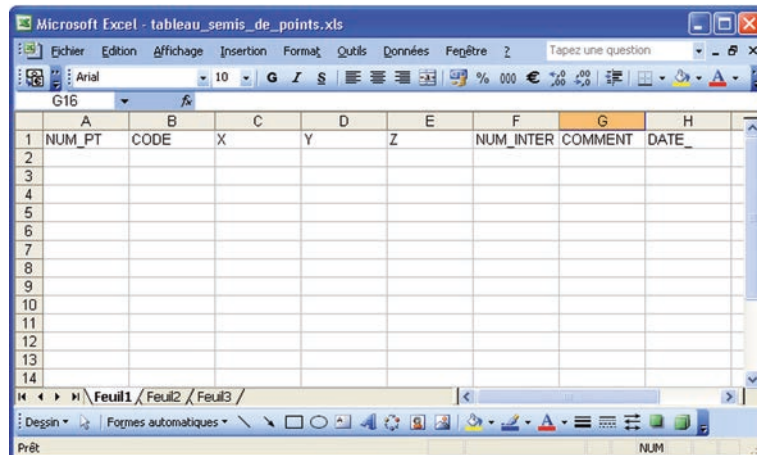 Microsoft Excel - tableau_semis_de_points.xls
Fichier Edition Affichage Insertion Format Outils Données Fenêtre ? Tapez une question
Arial 10 G I S % 000 €
G16 fx
A B C D E F G H
1 NUM_PT CODE X Y Z NUM_INTER COMMENT DATE_
2
3
4
5
6
7
8
9
10
11
12
13
14
Feuil1 / Feuil2 / Feuil3 /
Dessin Formes automatiques
Prêt NUM